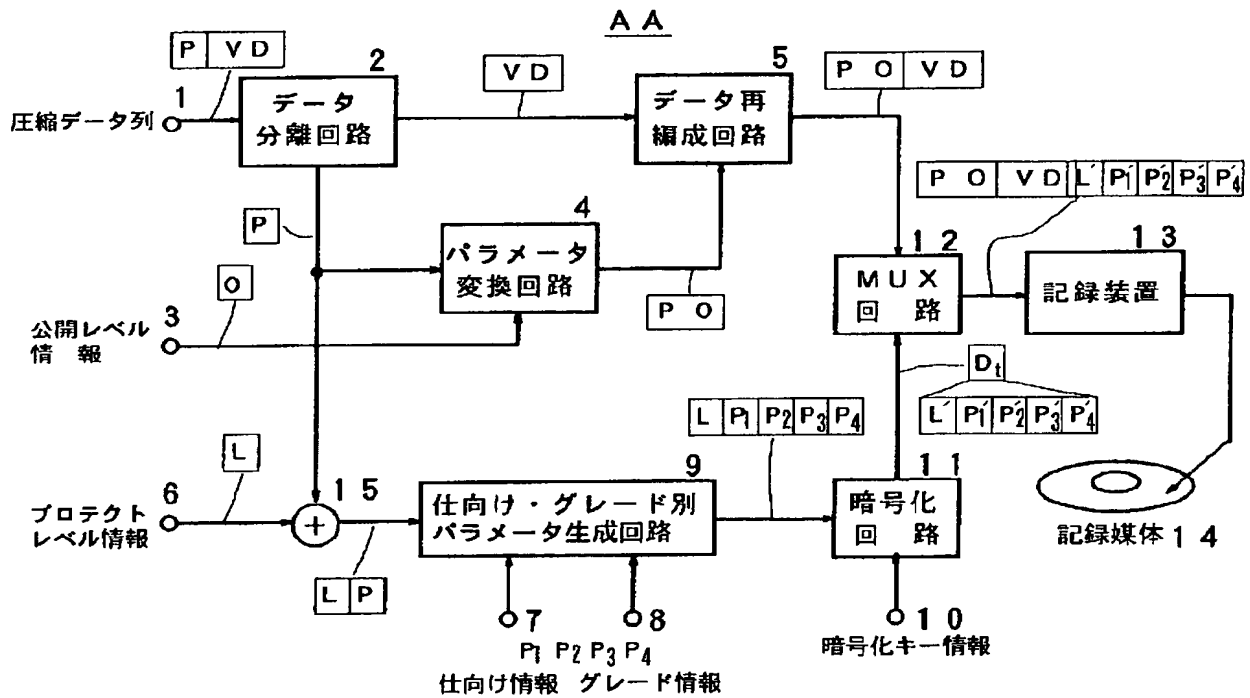 A A
P V D
1
圧縮データ列
2
データ
分離回路
V D
5
データ再
編成回路
P O V D
P O V D L' P1' P2' P3' P4'
P
4
パラメータ
変換回路
P O
1 2
MUX
回 路
1 3
記録装置
O
3
公開レベル
情 報
Dt
L' P1' P2' P3' P4'
L P1 P2 P3 P4
L
6
プロテクト
レベル情報
1 5
+
L P
9
仕向け・グレード別
パラメータ生成回路
1 1
暗号化
回 路
記録媒体 1 4
7
8
P1 P2 P3 P4
仕向け情報 グレード情報
1 0
暗号化キー情報